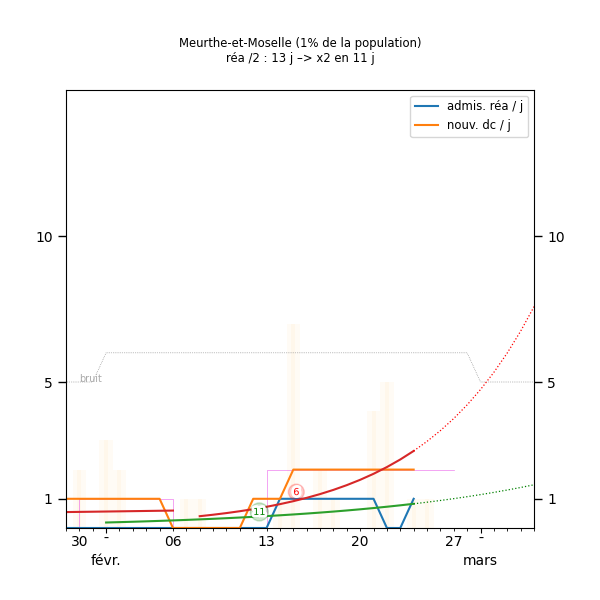 Meurthe-et-Moselle (1% de la population)
réa /2 : 13 j –> x2 en 11 j
admis. réa / j
nouv. dc / j
10 10
5 5
bruit
6
11
1 1
30 - 06 13 20 27 -
févr. mars